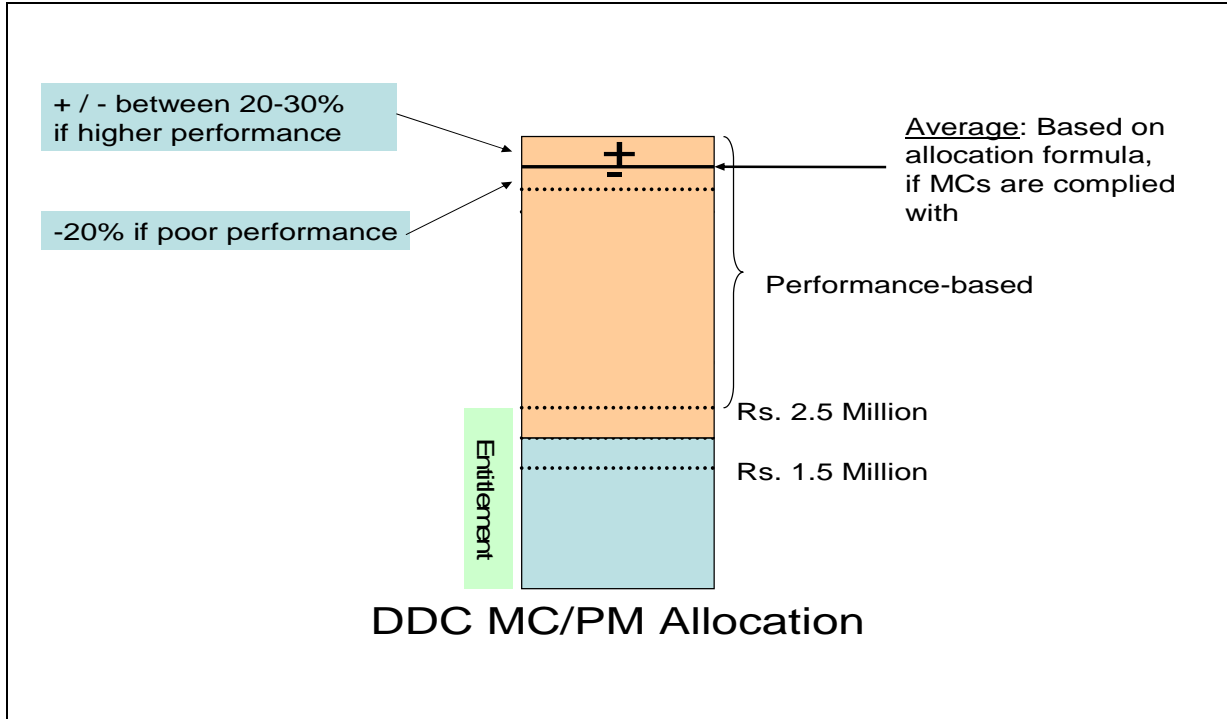 + / - between 20-30%
if higher performance
-20% if poor performance
+
-
Average: Based on
allocation formula,
if MCs are complied
with
Performance-based
Rs. 2.5 Million
Rs. 1.5 Million
Entitlement
DDC MC/PM Allocation